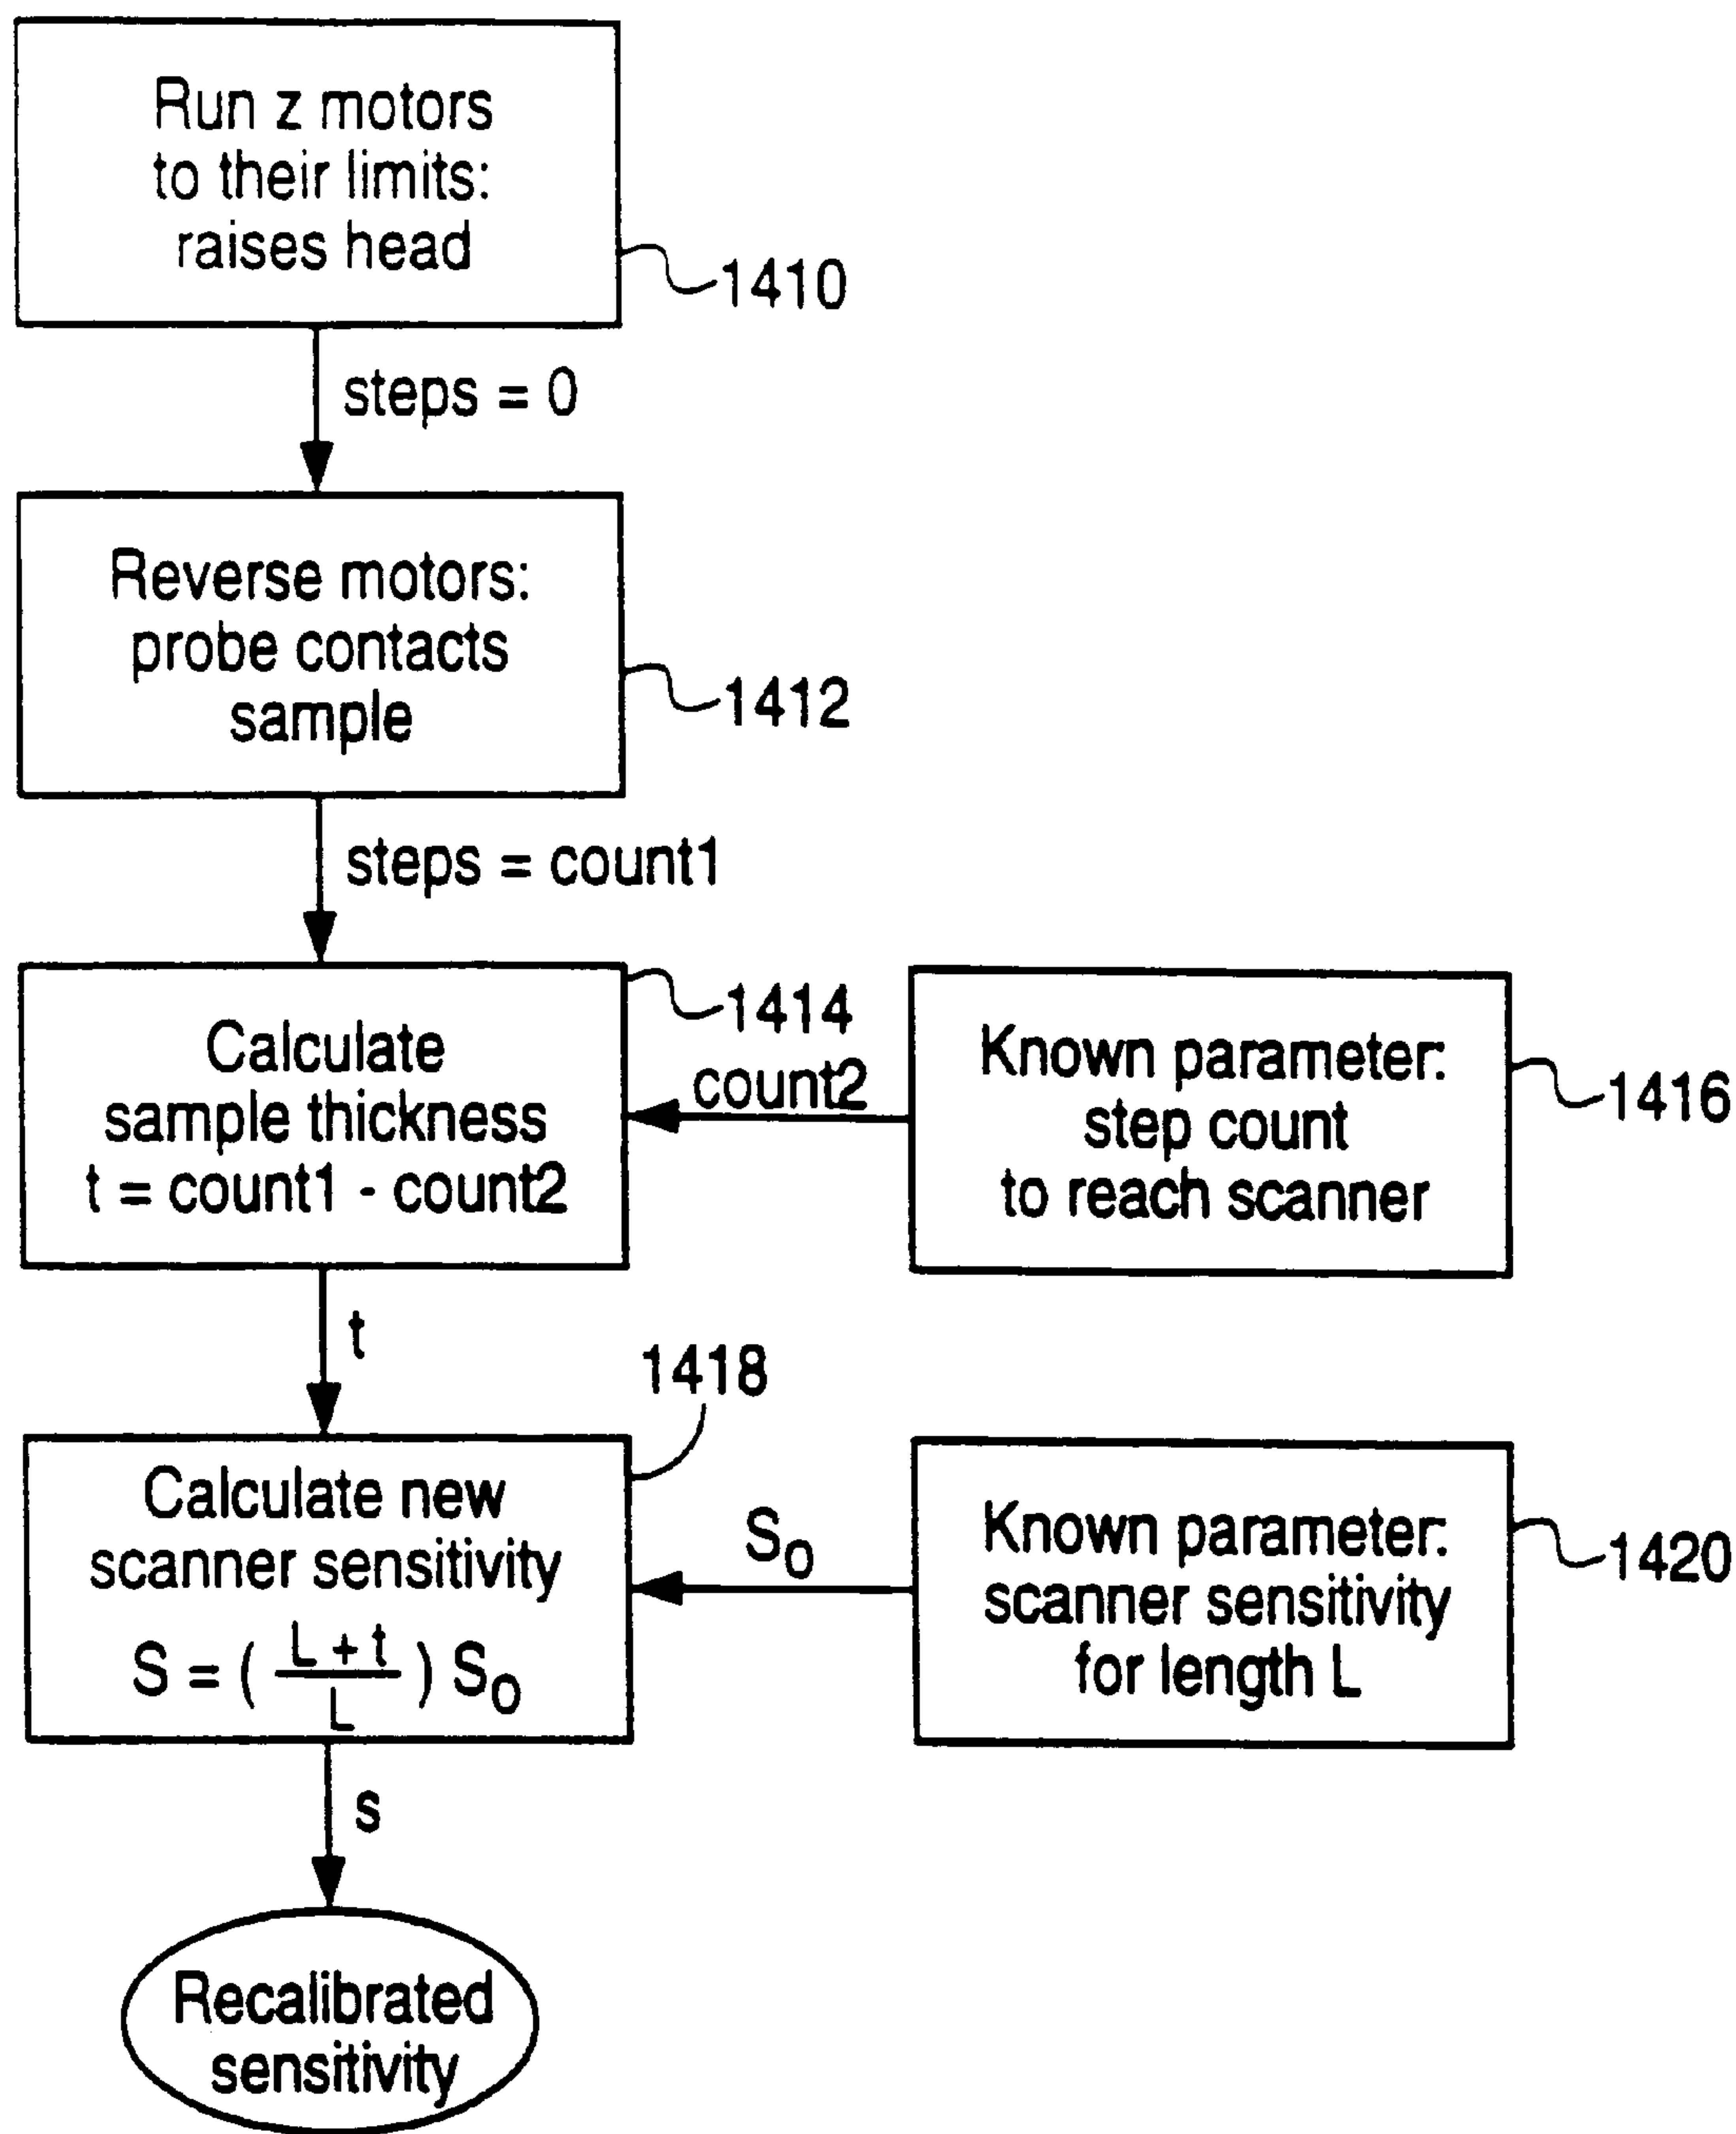 Run z motors
to their limits:
raises head
1410
steps = 0
Reverse motors:
probe contacts
sample
1412
steps = count1
Calculate
sample thickness
t = count1 - count2
1414
count2
Known parameter:
step count
to reach scanner
1416
t
1418
Calculate new
scanner sensitivity
S = ( L + t / L ) S₀
S₀
Known parameter:
scanner sensitivity
for length L
1420
s
Recalibrated
sensitivity